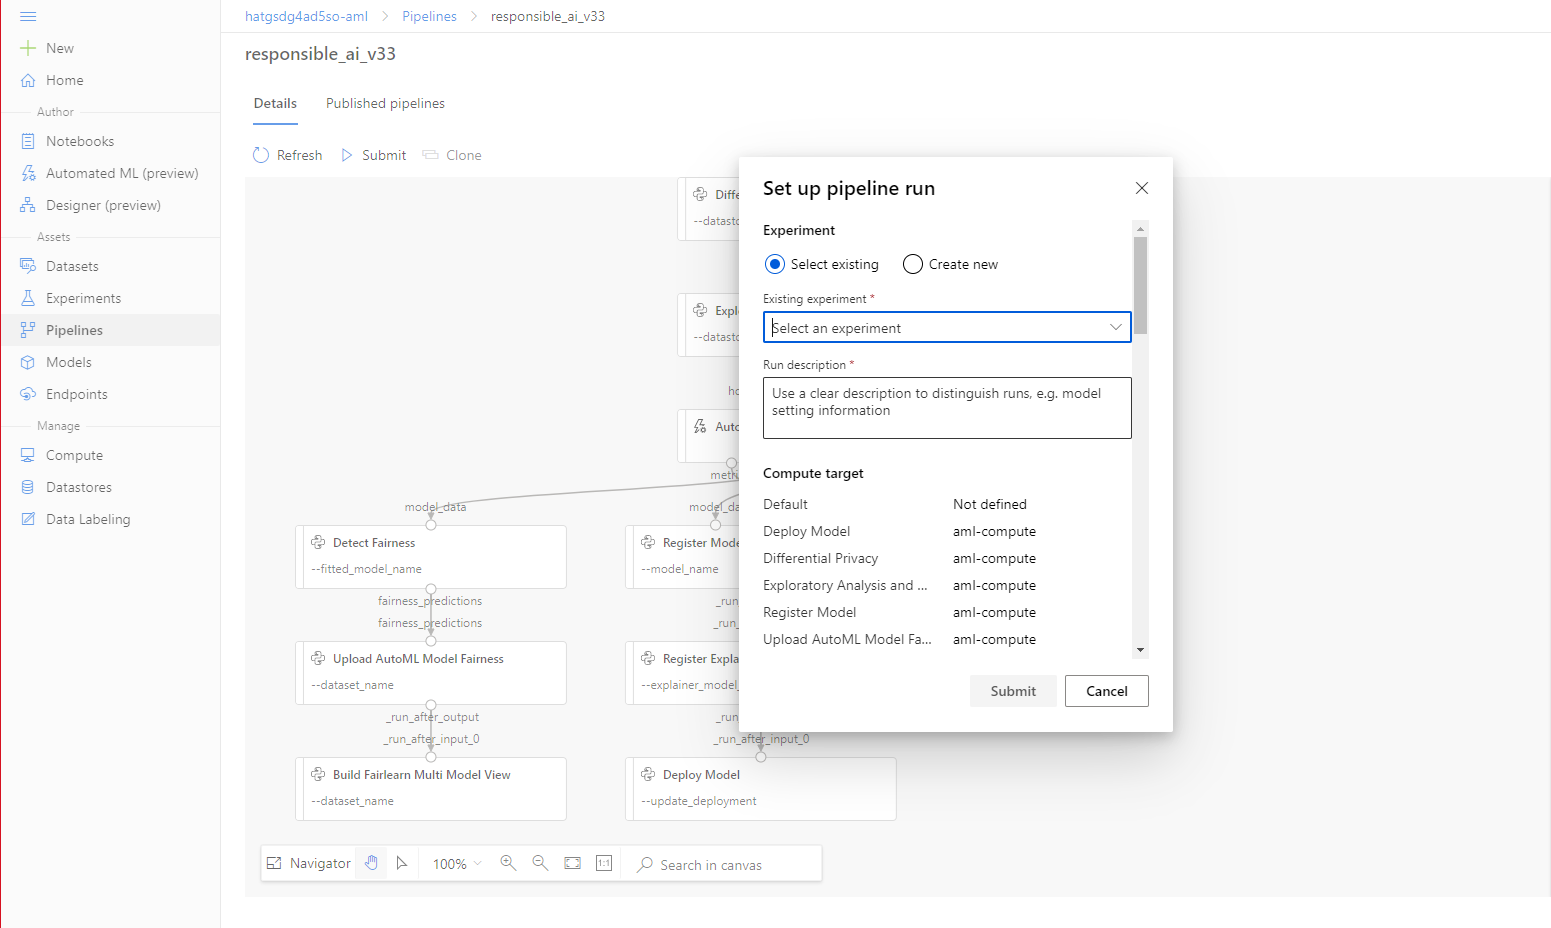 hatgsdg4ad5so-aml > Pipelines > responsible_ai_v33
New
Home
Author
Notebooks
Automated ML (preview)
Designer (preview)
Assets
Datasets
Experiments
Pipelines
Models
Endpoints
Manage
Compute
Datastores
Data Labeling
responsible_ai_v33
Details Published pipelines
Refresh Submit Clone
Diffe
--datasto
Explo
--datasto
Auto
metri
model_data
model_da
Detect Fairness
--fitted_model_name
fairness_predictions
fairness_predictions
Upload AutoML Model Fairness
--dataset_name
_run_after_output
_run_after_input_0
Build Fairlearn Multi Model View
--dataset_name
Register Mode
--model_name
_run
_run
Register Expla
--explainer_model_
_run
_run_after_input_0
Deploy Model
--update_deployment
Navigator 100% 1:1 Search in canvas
Set up pipeline run
Experiment
Select existing Create new
Existing experiment *
Select an experiment
Run description *
Use a clear description to distinguish runs, e.g. model
setting information
Compute target
Default Not defined
Deploy Model aml-compute
Differential Privacy aml-compute
Exploratory Analysis and ... aml-compute
Register Model aml-compute
Upload AutoML Model Fa... aml-compute
Submit Cancel